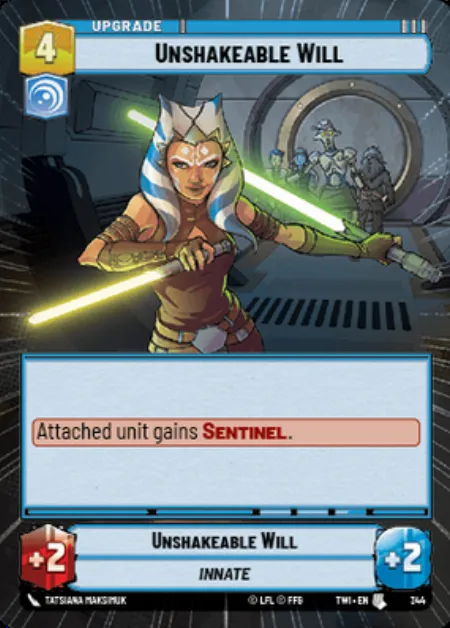 UPGRADE
4
UNSHAKEABLE WILL
Attached unit gains SENTINEL.
+2
UNSHAKEABLE WILL
+2
INNATE
TATSIANA MAKSIMUK
© LFL © FFG
TWI • EN
344